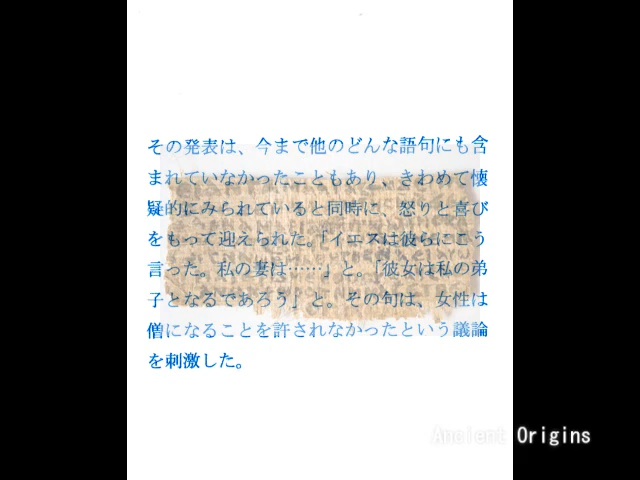 その発表は、今まで他のどんな語句にも含
まれていなかったこともあり、きわめて懐
疑的にみられていると同時に、怒りと喜び
をもって迎えられた。「イエスは彼らにこう
言った。私の妻は……」と。「彼女は私の弟
子となるであろう」と。その句は、女性は
僧になることを許されなかったという議論
を刺激した。
Ancient Origins